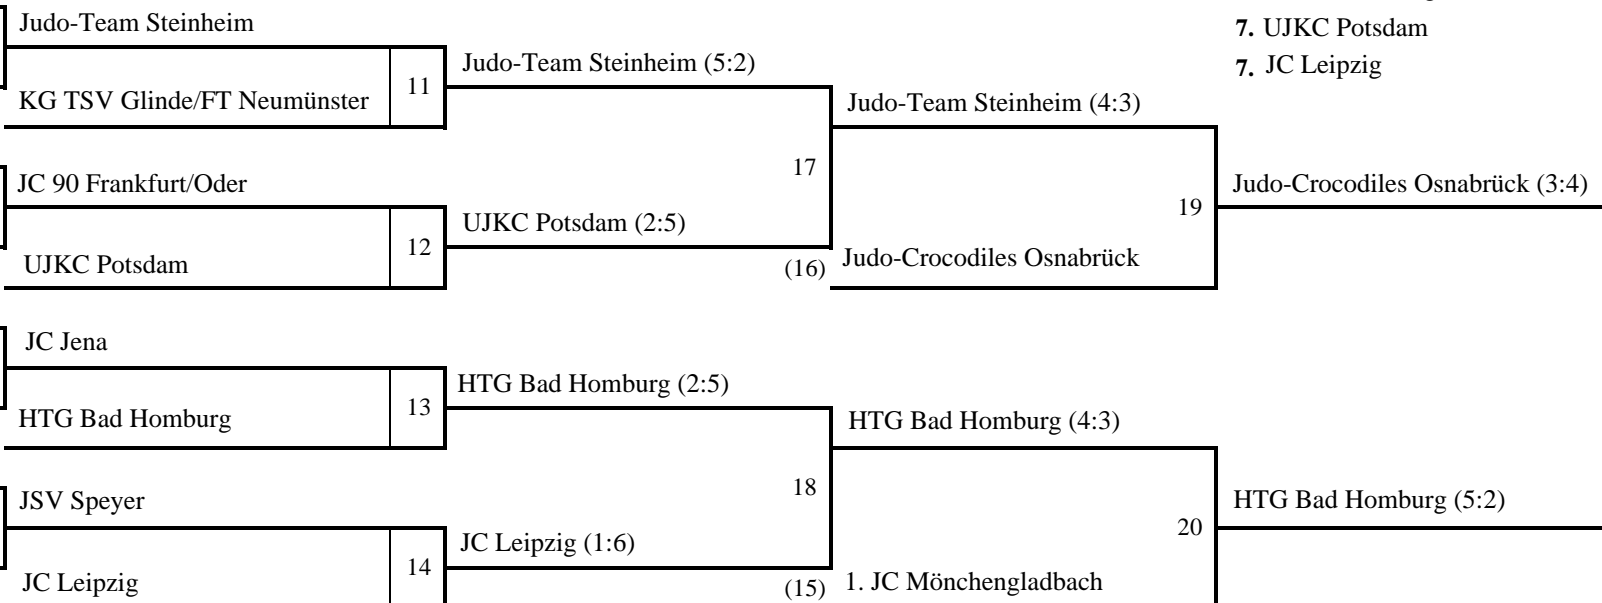 Judo-Team Steinheim
7. UJKC Potsdam
Judo-Team Steinheim (5:2)
7. JC Leipzig
11
KG TSV Glinde/FT Neumünster
Judo-Team Steinheim (4:3)
17
JC 90 Frankfurt/Oder
Judo-Crocodiles Osnabrück (3:4)
19
UJKC Potsdam (2:5)
12
UJKC Potsdam
(16) Judo-Crocodiles Osnabrück
JC Jena
HTG Bad Homburg (2:5)
13
HTG Bad Homburg
HTG Bad Homburg (4:3)
18
JSV Speyer
HTG Bad Homburg (5:2)
20
JC Leipzig (1:6)
14
JC Leipzig
(15) 1. JC Mönchengladbach